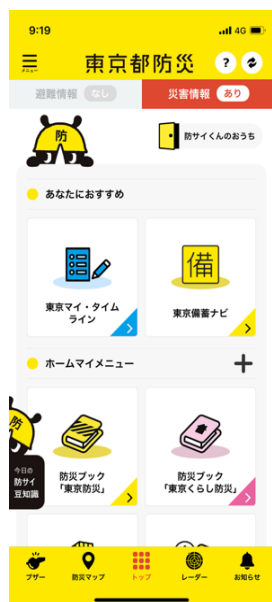 9:19
4G
メニュー
東京都防災
?
避難情報 なし
災害情報 あり
防
防サイくんのおうち
あなたにおすすめ
東京マイ・タイム
ライン
備
東京備蓄ナビ
ホームマイメニュー
+
防
今日の
防サイ
豆知識
防災ブック
「東京防災」
防災ブック
「東京くらし防災」
ブザー
防災マップ
トップ
レーダー
お知らせ